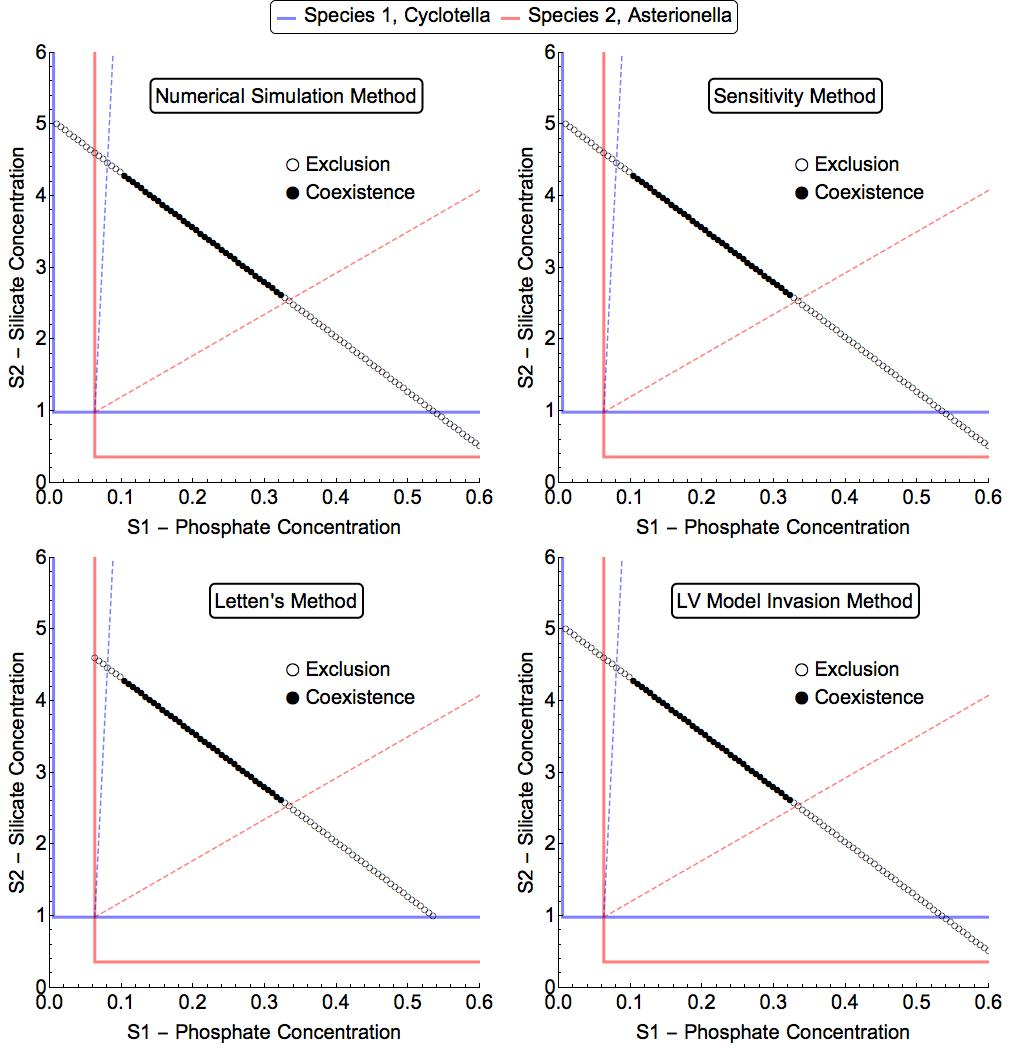 Species 1, Cyclotella Species 2, Asterionella
6
5
4
3
2
1
0
S2 – Silicate Concentration
Numerical Simulation Method
Exclusion
Coexistence
0.0 0.1 0.2 0.3 0.4 0.5 0.6
S1 – Phosphate Concentration
6
5
4
3
2
1
0
S2 – Silicate Concentration
Sensitivity Method
Exclusion
Coexistence
0.0 0.1 0.2 0.3 0.4 0.5 0.6
S1 – Phosphate Concentration
6
5
4
3
2
1
0
S2 – Silicate Concentration
Letten's Method
Exclusion
Coexistence
0.0 0.1 0.2 0.3 0.4 0.5 0.6
S1 – Phosphate Concentration
6
5
4
3
2
1
0
S2 – Silicate Concentration
LV Model Invasion Method
Exclusion
Coexistence
0.0 0.1 0.2 0.3 0.4 0.5 0.6
S1 – Phosphate Concentration